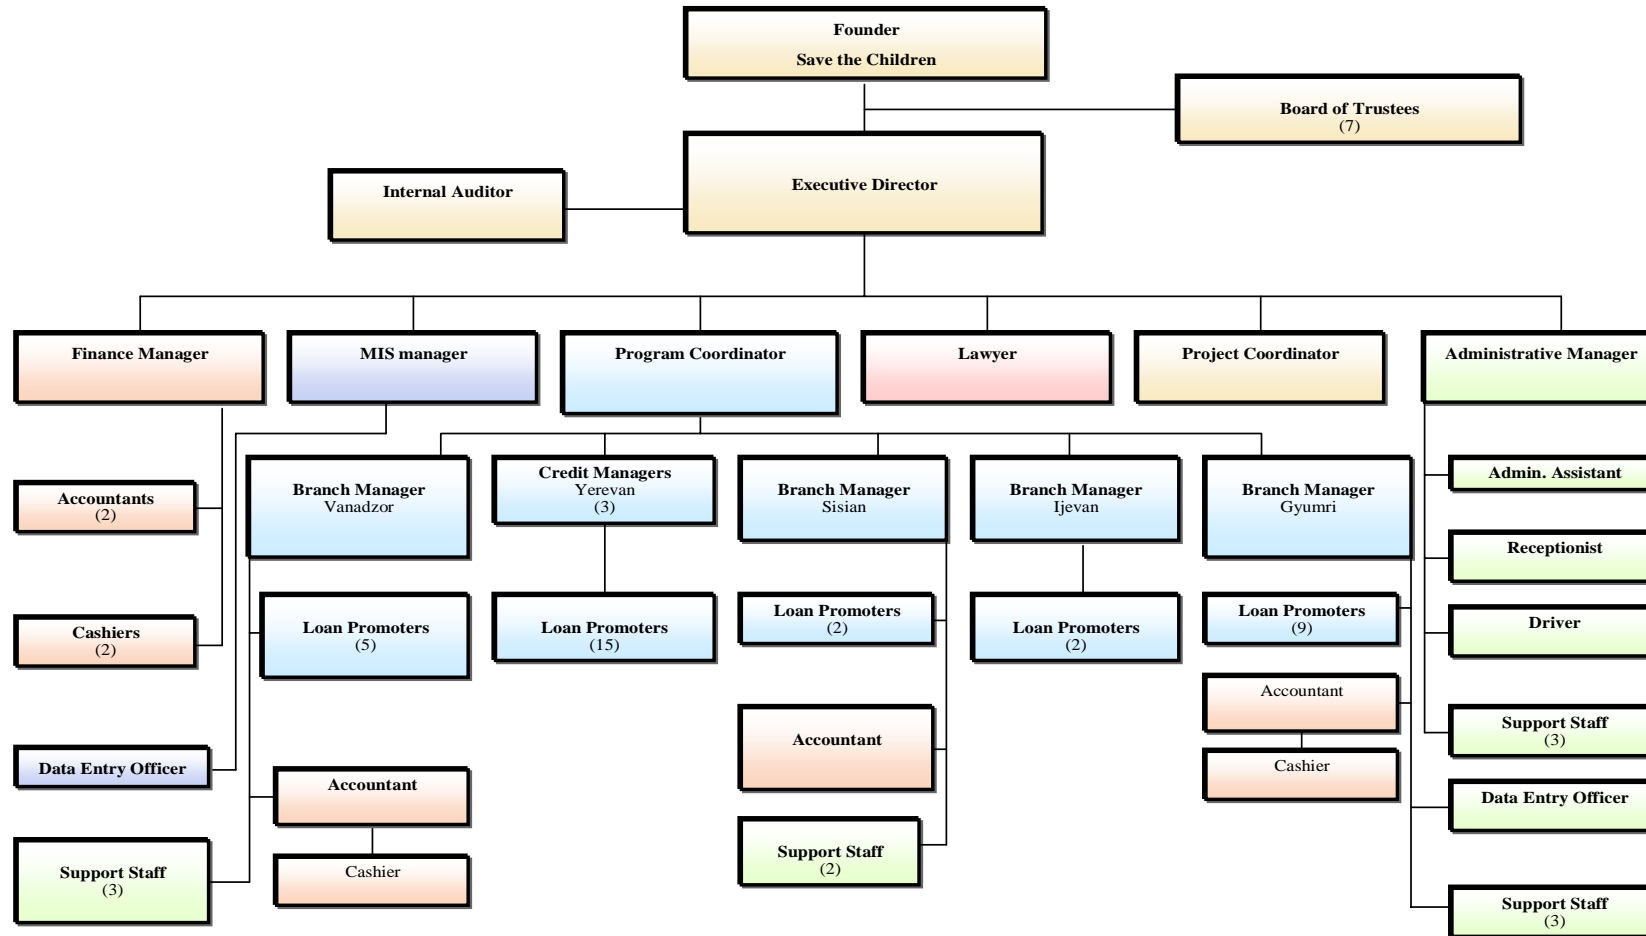 Founder
Save the Children
Board of Trustees
(7)
Executive Director
Internal Auditor
Finance Manager
MIS manager
Program Coordinator
Lawyer
Project Coordinator
Administrative Manager
Accountants
(2)
Cashiers
(2)
Data Entry Officer
Support Staff
(3)
Branch Manager
Vanadzor
Loan Promoters
(5)
Accountant
Cashier
Credit Managers
Yerevan
(3)
Loan Promoters
(15)
Branch Manager
Sisian
Loan Promoters
(2)
Accountant
Support Staff
(2)
Branch Manager
Ijevan
Loan Promoters
(2)
Branch Manager
Gyumri
Loan Promoters
(9)
Accountant
Cashier
Admin. Assistant
Receptionist
Driver
Support Staff
(3)
Data Entry Officer
Support Staff
(3)